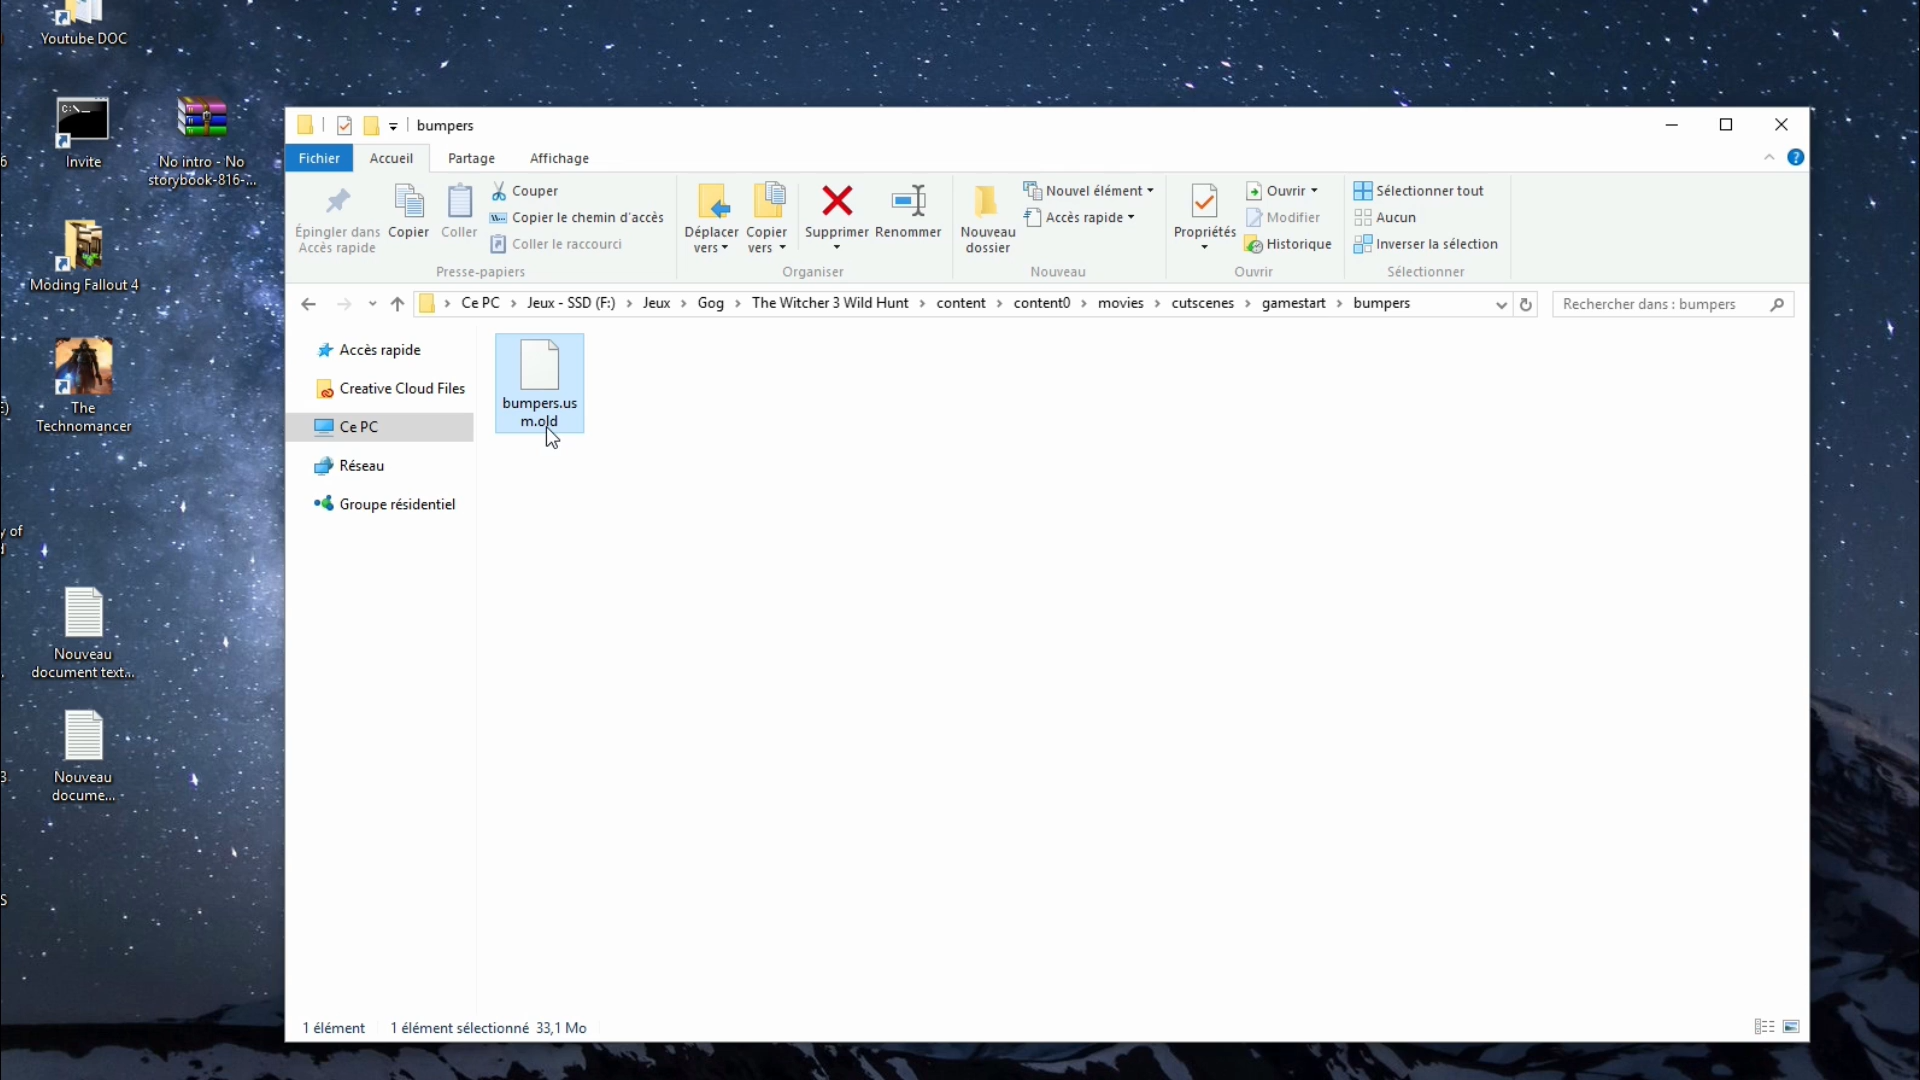 Youtube DOC
C:\
Invite
No intro - No
storybook-816-...
6
Moding Fallout 4
The
Technomancer
y of
Nouveau
document text...
3
Nouveau
docume...
S
bumpers
Fichier
Accueil
Partage
Affichage
Épingler dans
Accès rapide
Copier
Coller
Couper
Copier le chemin d'accès
Coller le raccourci
Presse-papiers
Déplacer
vers
Copier
vers
Supprimer
Renommer
Organiser
Nouveau
dossier
Nouvel élément
Accès rapide
Nouveau
Propriétés
Ouvrir
Modifier
Historique
Ouvrir
Sélectionner tout
Aucun
Inverser la sélection
Sélectionner
Ce PC > Jeux - SSD (F:) > Jeux > Gog > The Witcher 3 Wild Hunt > content > content0 > movies > cutscenes > gamestart > bumpers
Rechercher dans : bumpers
Accès rapide
Creative Cloud Files
Ce PC
Réseau
Groupe résidentiel
bumpers.us
m.old
1 élément
1 élément sélectionné 33,1 Mo